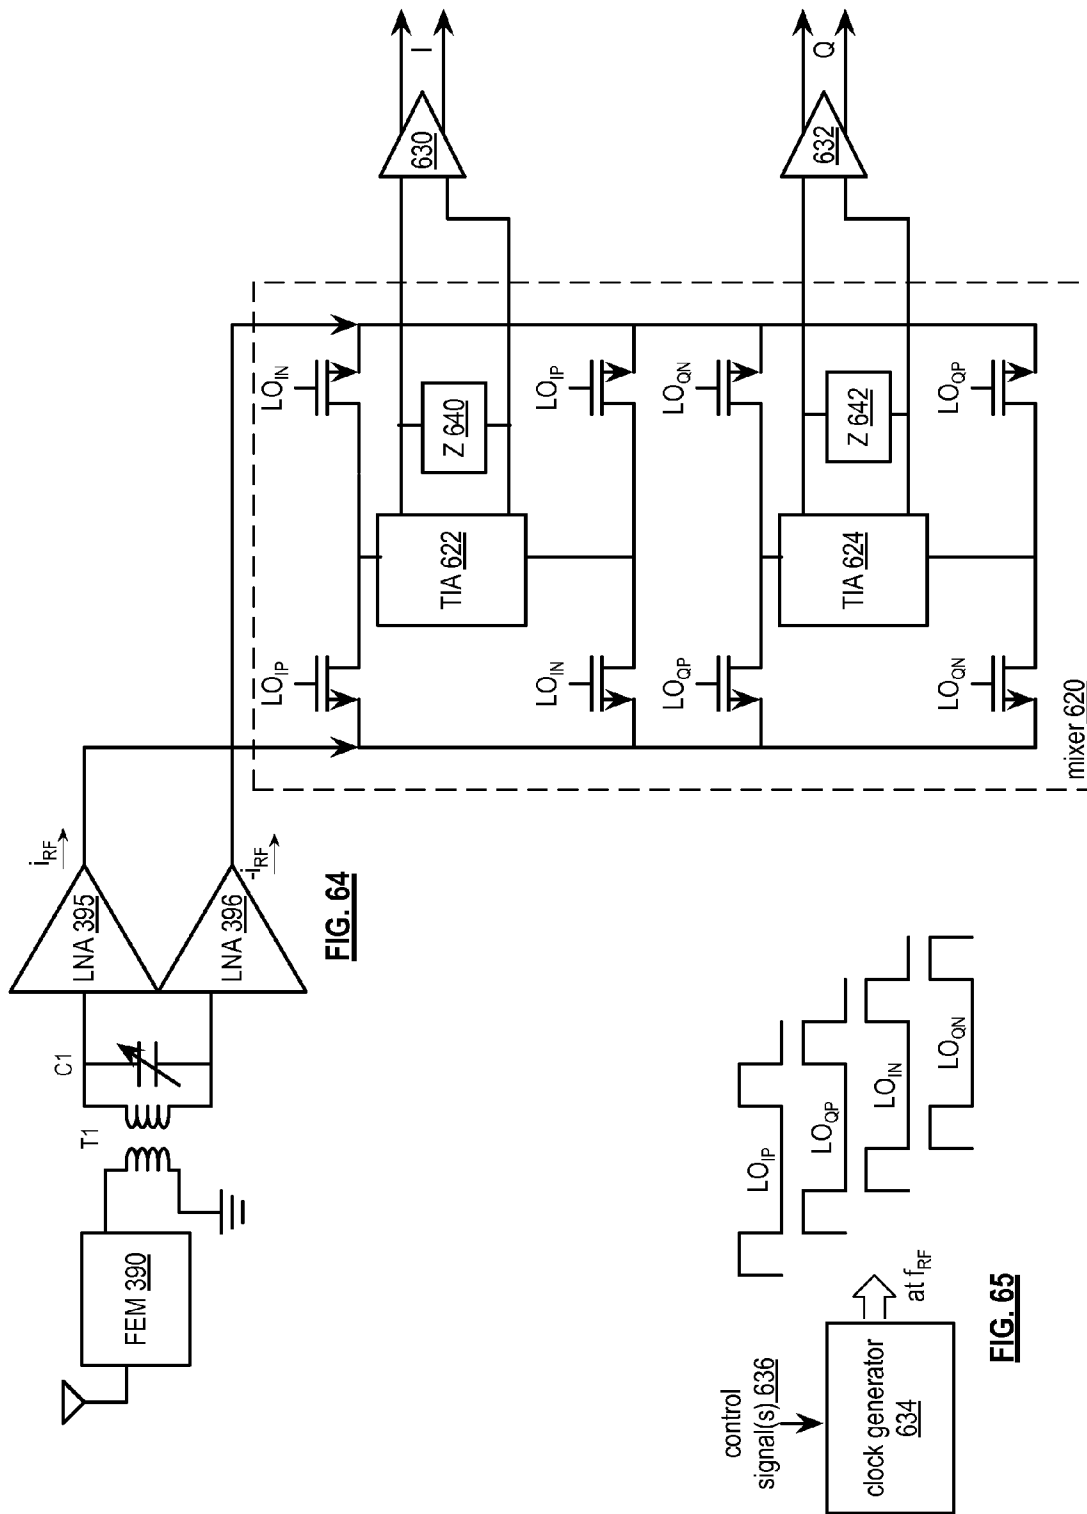 FEM 390
T1
C1
LNA 395
LNA 396
iRF
-iRF
FIG. 64
mixer 620
LOIP
LOIN
TIA 622
Z 640
LOIN
LOIP
630
I
LOQP
LOQN
TIA 624
Z 642
LOQN
LOQP
632
Q
control
signal(s) 636
clock generator
634
at fRF
LOIP
LOQP
LOIN
LOQN
FIG. 65